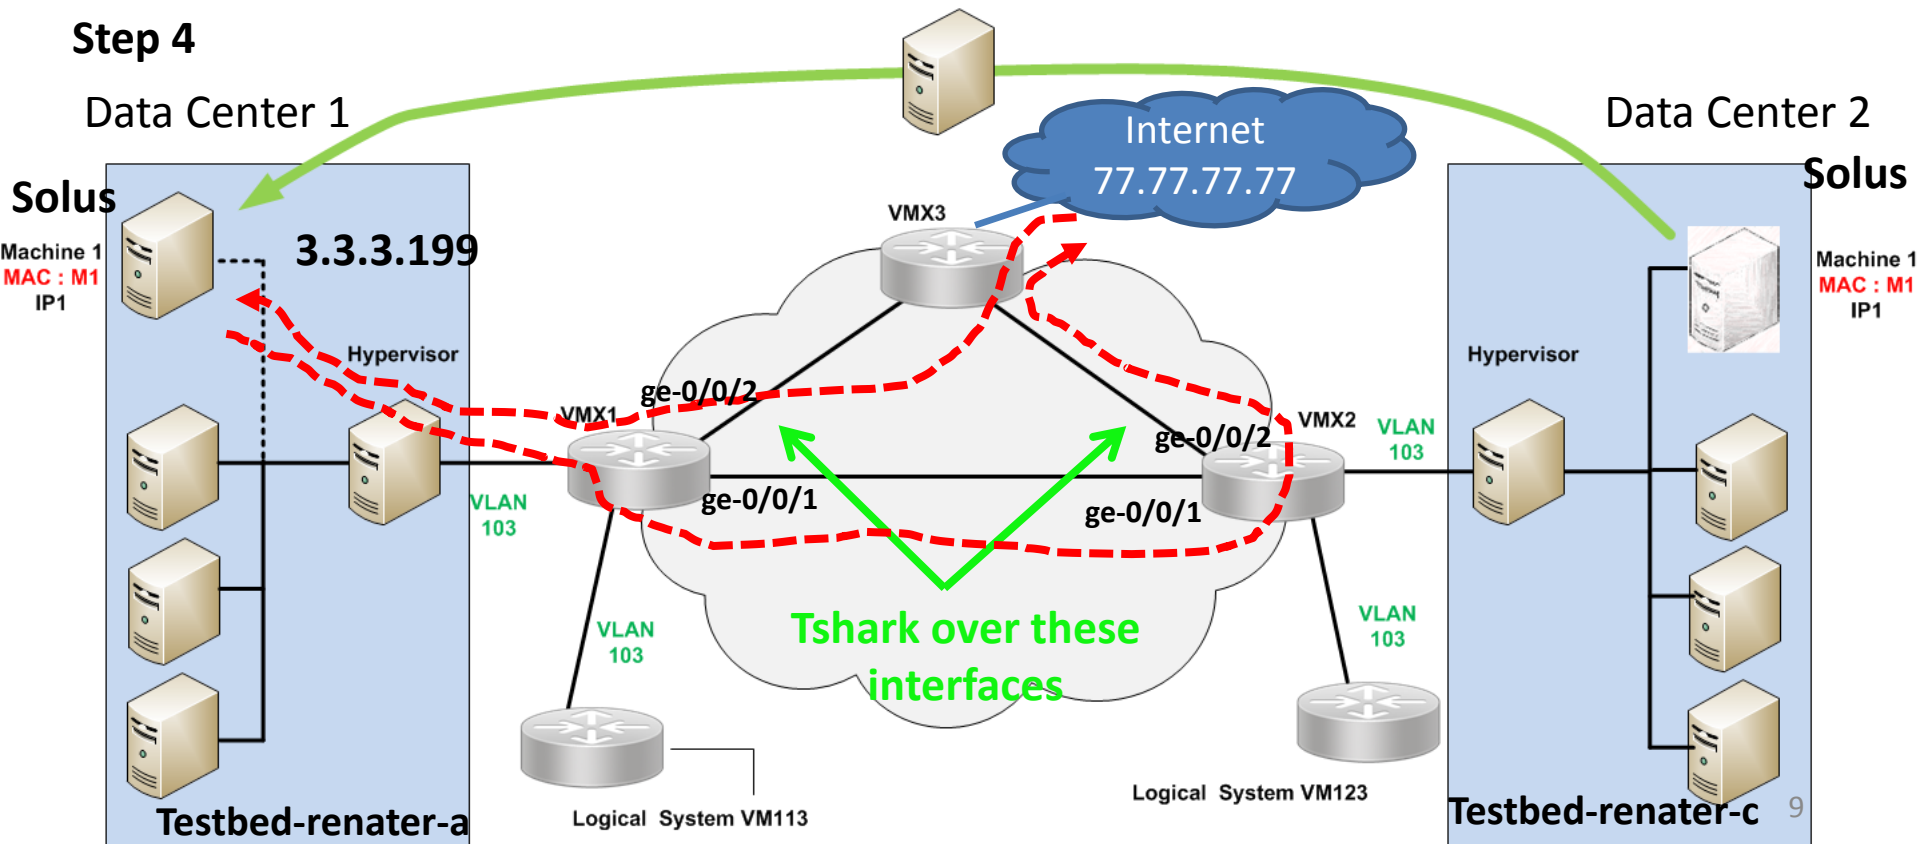 Step 4
Data Center 1
Data Center 2
Internet
77.77.77.77
Solus
Solus
Machine 1
MAC : M1
IP1
3.3.3.199
VMX3
Machine 1
MAC : M1
IP1
Hypervisor
Hypervisor
ge-0/0/2
VMX1
VMX2
ge-0/0/2
VLAN
103
ge-0/0/1
ge-0/0/1
VLAN
103
Tshark over these
interfaces
VLAN
103
VLAN
103
Logical System VM123
Logical System VM113
Testbed-renater-a
Testbed-renater-c
9